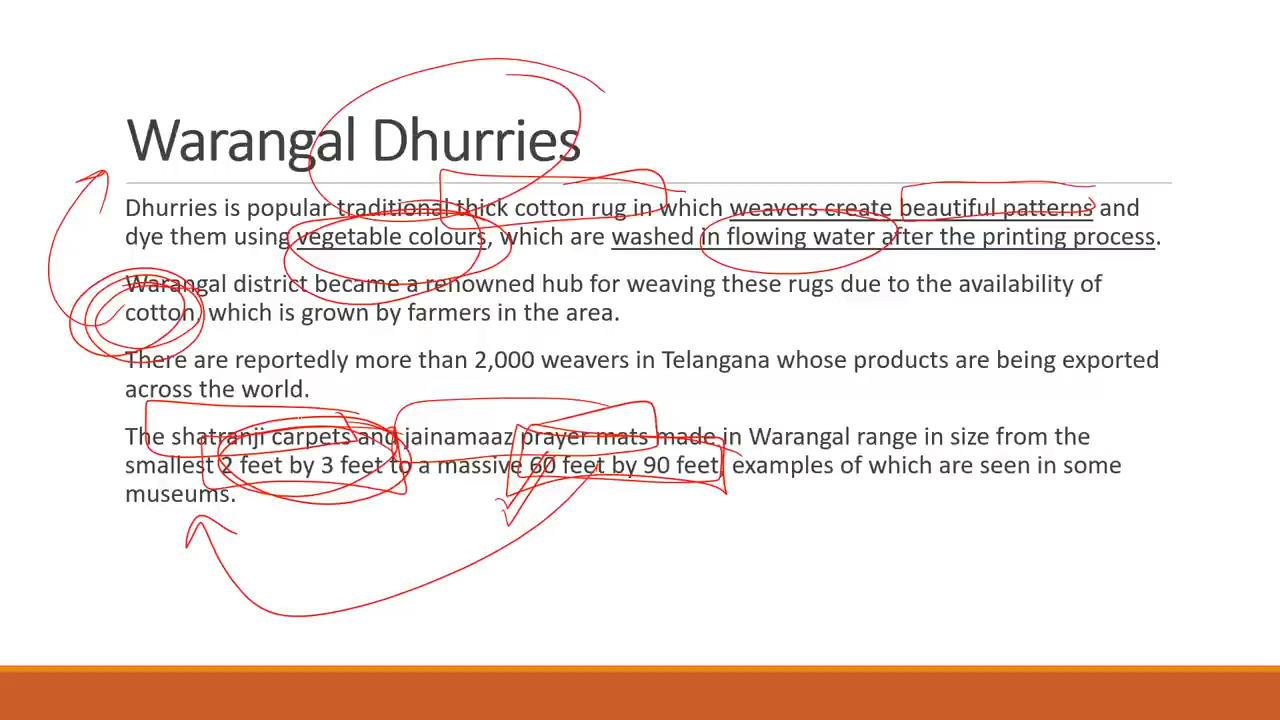 Warangal Dhurries
Dhurries is popular traditional thick cotton rug in which weavers create beautiful patterns and
dye them using vegetable colours, which are washed in flowing water after the printing process.
Warangal district became a renowned hub for weaving these rugs due to the availability of
cotton, which is grown by farmers in the area.
There are reportedly more than 2,000 weavers in Telangana whose products are being exported
across the world.
The shatranji carpets and jainamaaz prayer mats made in Warangal range in size from the
smallest 2 feet by 3 feet to a massive 60 feet by 90 feet, examples of which are seen in some
museums.